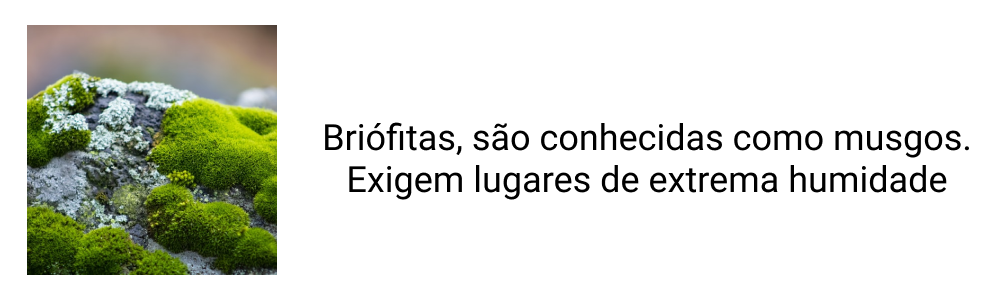 Briófitas, são conhecidas como musgos.
Exigem lugares de extrema humidade